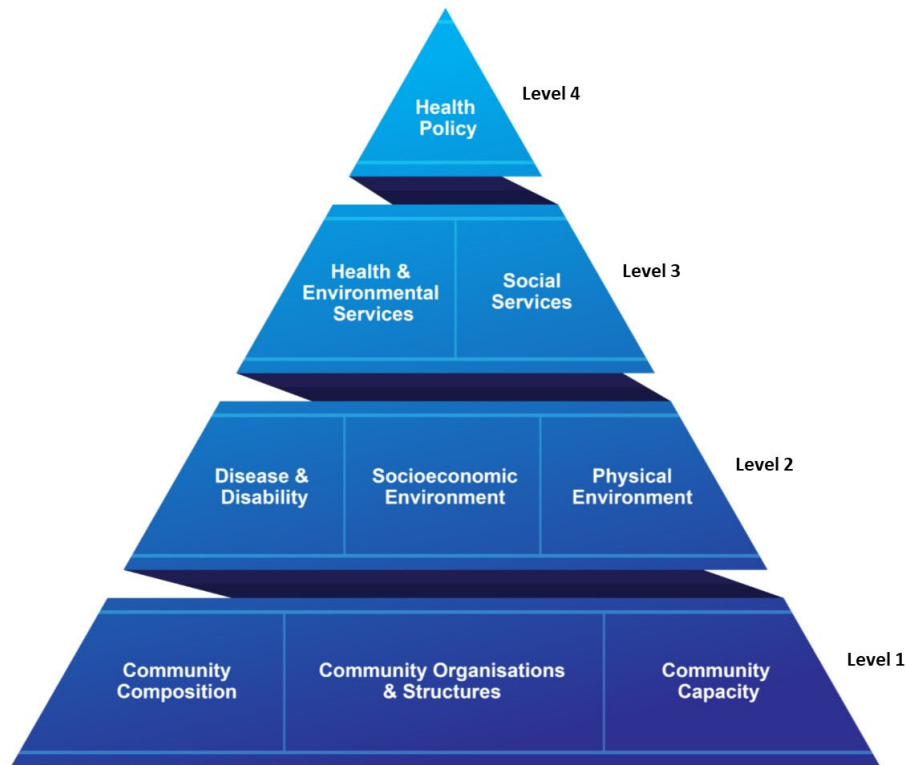 Health
Policy
Level 4
Health &
Environmental
Services
Social
Services
Level 3
Disease &
Disability
Socioeconomic
Environment
Physical
Environment
Level 2
Community
Composition
Community Organisations
& Structures
Community
Capacity
Level 1